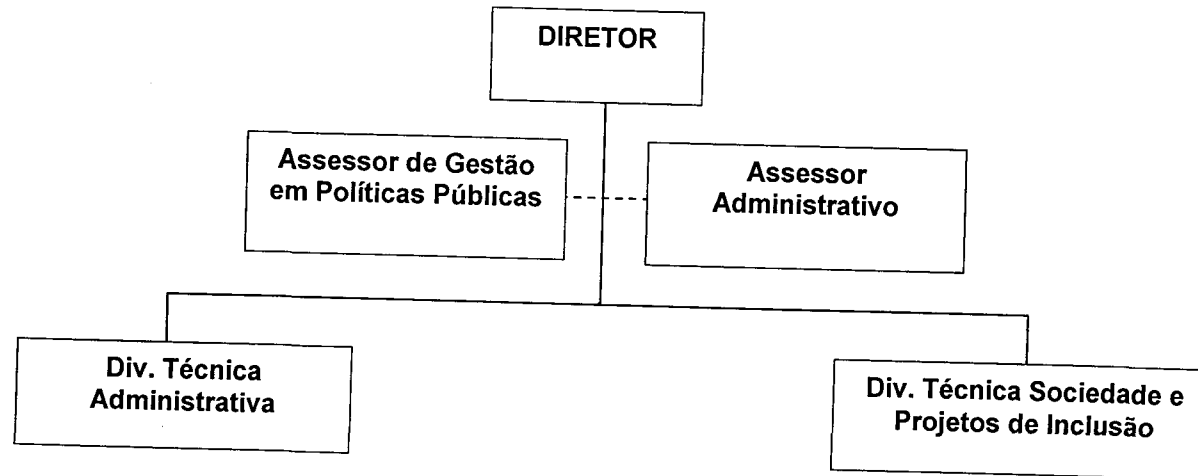 DIRETOR
Assessor de Gestão
em Políticas Públicas
Assessor
Administrativo
Div. Técnica
Administrativa
Div. Técnica Sociedade e
Projetos de Inclusão